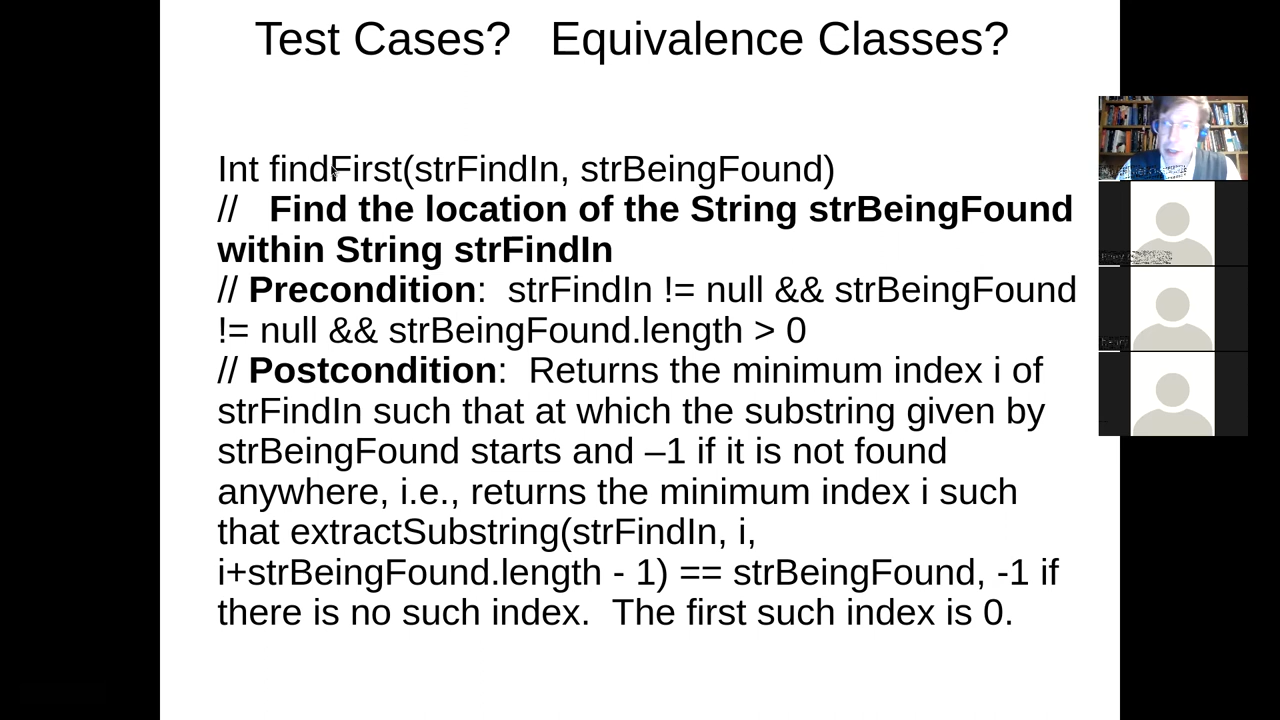 Test Cases? Equivalence Classes?
Int findFirst(strFindIn, strBeingFound)
// Find the location of the String strBeingFound
within String strFindIn
// Precondition: strFindIn != null && strBeingFound
!= null && strBeingFound.length > 0
// Postcondition: Returns the minimum index i of
strFindIn such that at which the substring given by
strBeingFound starts and –1 if it is not found
anywhere, i.e., returns the minimum index i such
that extractSubstring(strFindIn, i,
i+strBeingFound.length - 1) == strBeingFound, -1 if
there is no such index. The first such index is 0.